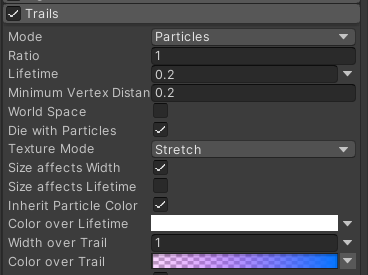 Trails
Mode Particles
Ratio 1
Lifetime 0.2
Minimum Vertex Distan 0.2
World Space
Die with Particles
Texture Mode Stretch
Size affects Width
Size affects Lifetime
Inherit Particle Color
Color over Lifetime
Width over Trail 1
Color over Trail